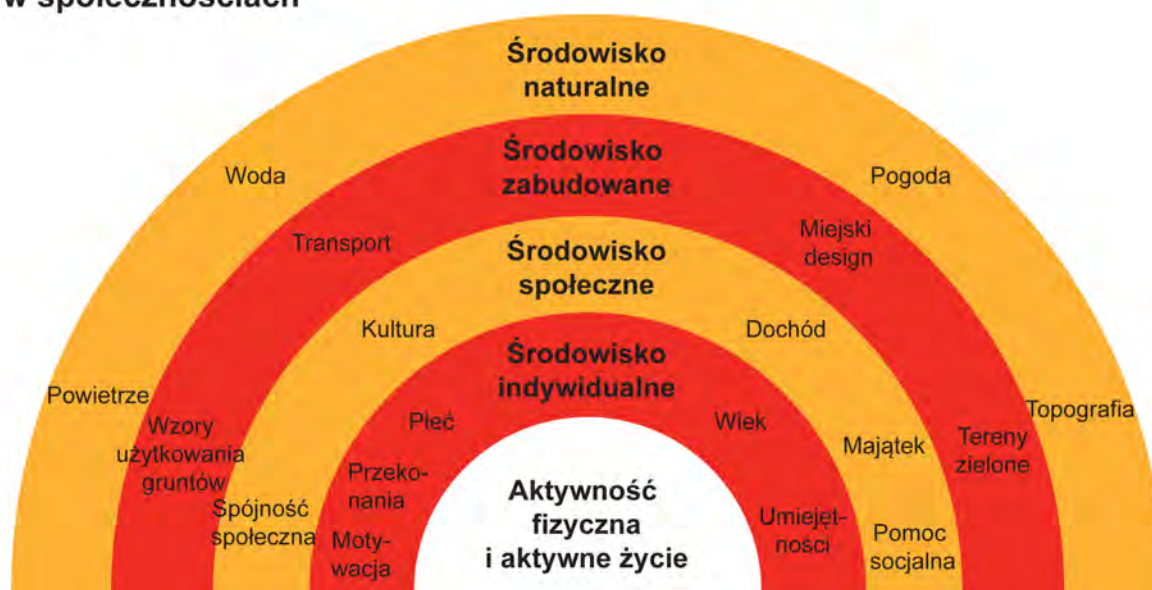 w społecznościach
Środowisko
naturalne
Woda
Pogoda
Powietrze
Topografia
Środowisko
zabudowane
Transport
Miejski
design
Wzory
użytkowania
gruntów
Tereny
zielone
Środowisko
społeczne
Kultura
Dochód
Spójność
społeczna
Majątek
Pomoc
socjalna
Środowisko
indywidualne
Płeć
Wiek
Przeko-
nania
Moty-
wacja
Umiejęt-
ności
Aktywność
fizyczna
i aktywne życie